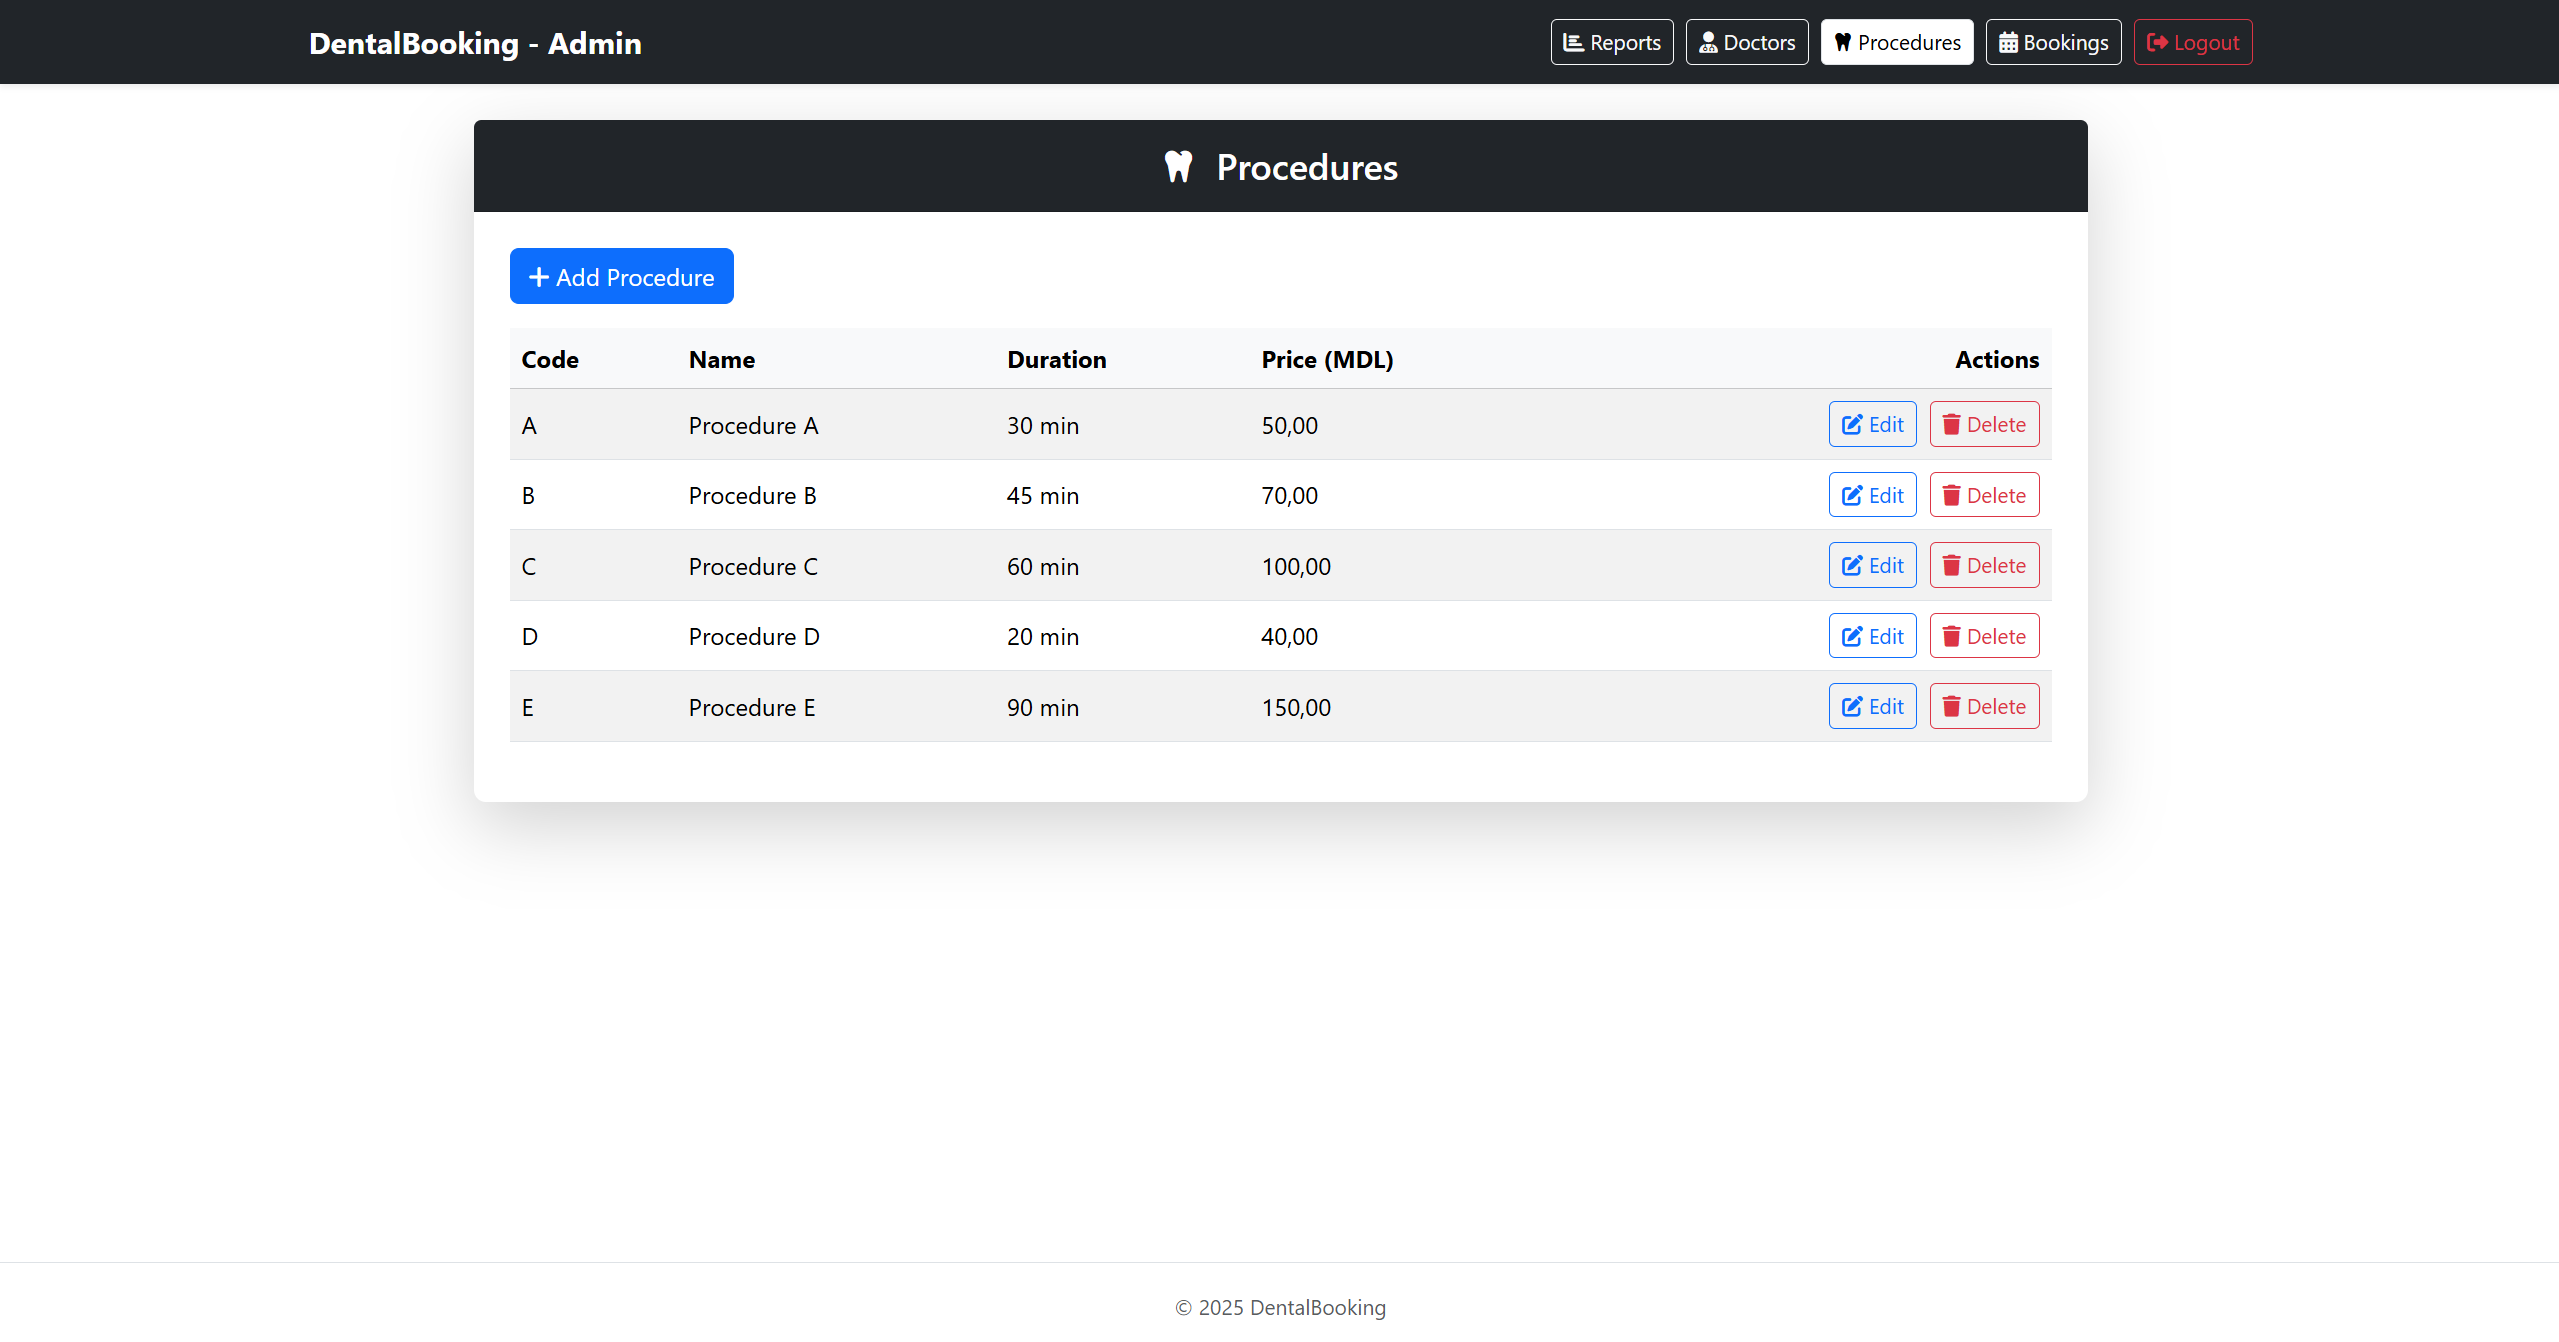 DentalBooking - Admin
Reports Doctors Procedures Bookings Logout
Procedures
Add Procedure
Code Name Duration Price (MDL) Actions
A Procedure A 30 min 50,00 Edit Delete
B Procedure B 45 min 70,00 Edit Delete
C Procedure C 60 min 100,00 Edit Delete
D Procedure D 20 min 40,00 Edit Delete
E Procedure E 90 min 150,00 Edit Delete
© 2025 DentalBooking